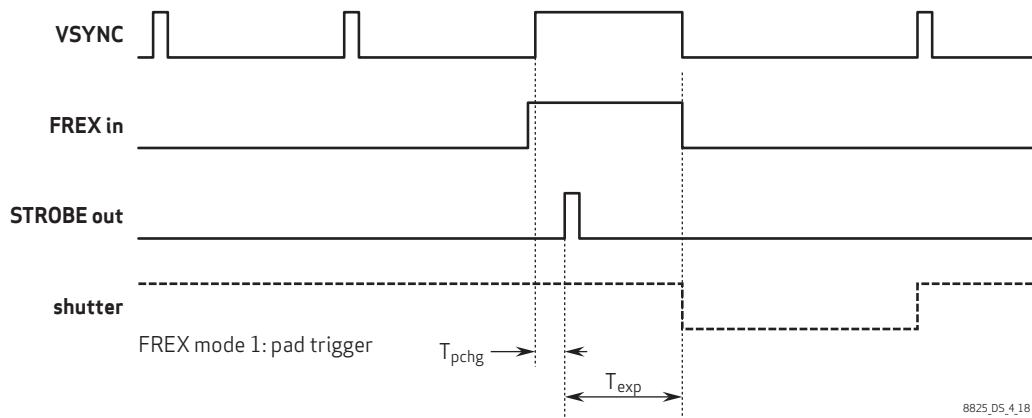 VSYNC
FREX in
STROBE out
shutter
FREX mode 1: pad trigger
Tpchg
Texp
8825_DS_4_18